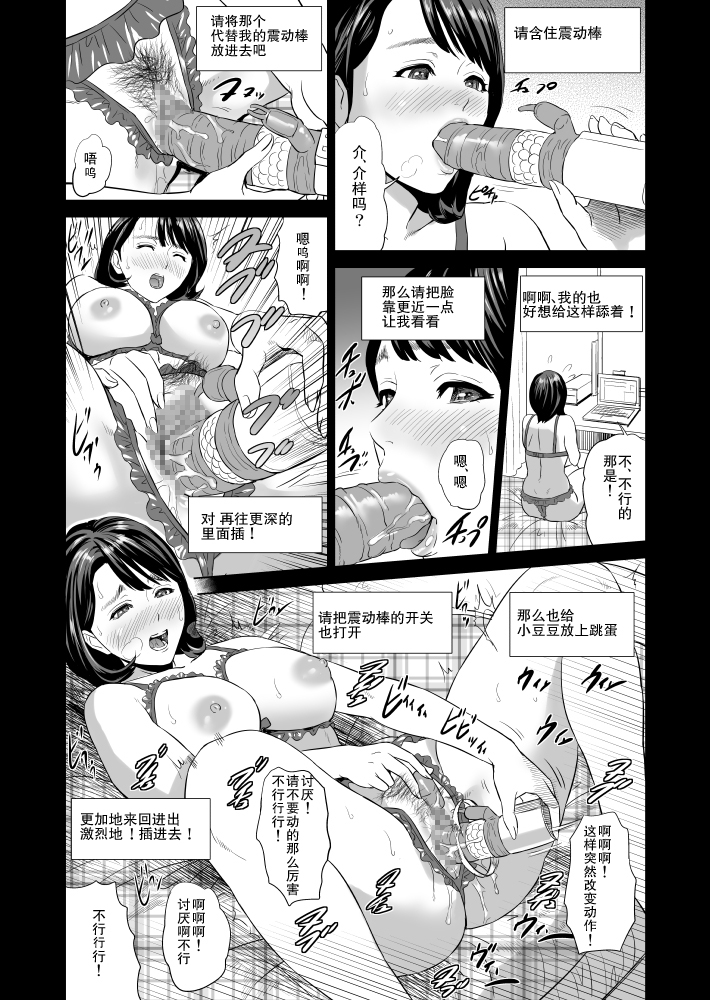 请含住震动棒
介、介样吗？
请将那个
代替我的震动棒
放进去吧
唔呜
啊啊、我的也
好想给这样舔着！
不、不行的
那是！
那么请把脸
靠更近一点
让我看看
嗯、嗯
嗯呜啊啊！
对 再往更深的
里面插！
那么也给
小豆豆放上跳蛋
请把震动棒的开关
也打开
啊啊啊！
这样突然改变动作！
讨厌！
请不要动的那么厉害
不行行行！
更加地来回进出
激烈地！插进去！
啊啊啊！
讨厌啊不行
不行行行！